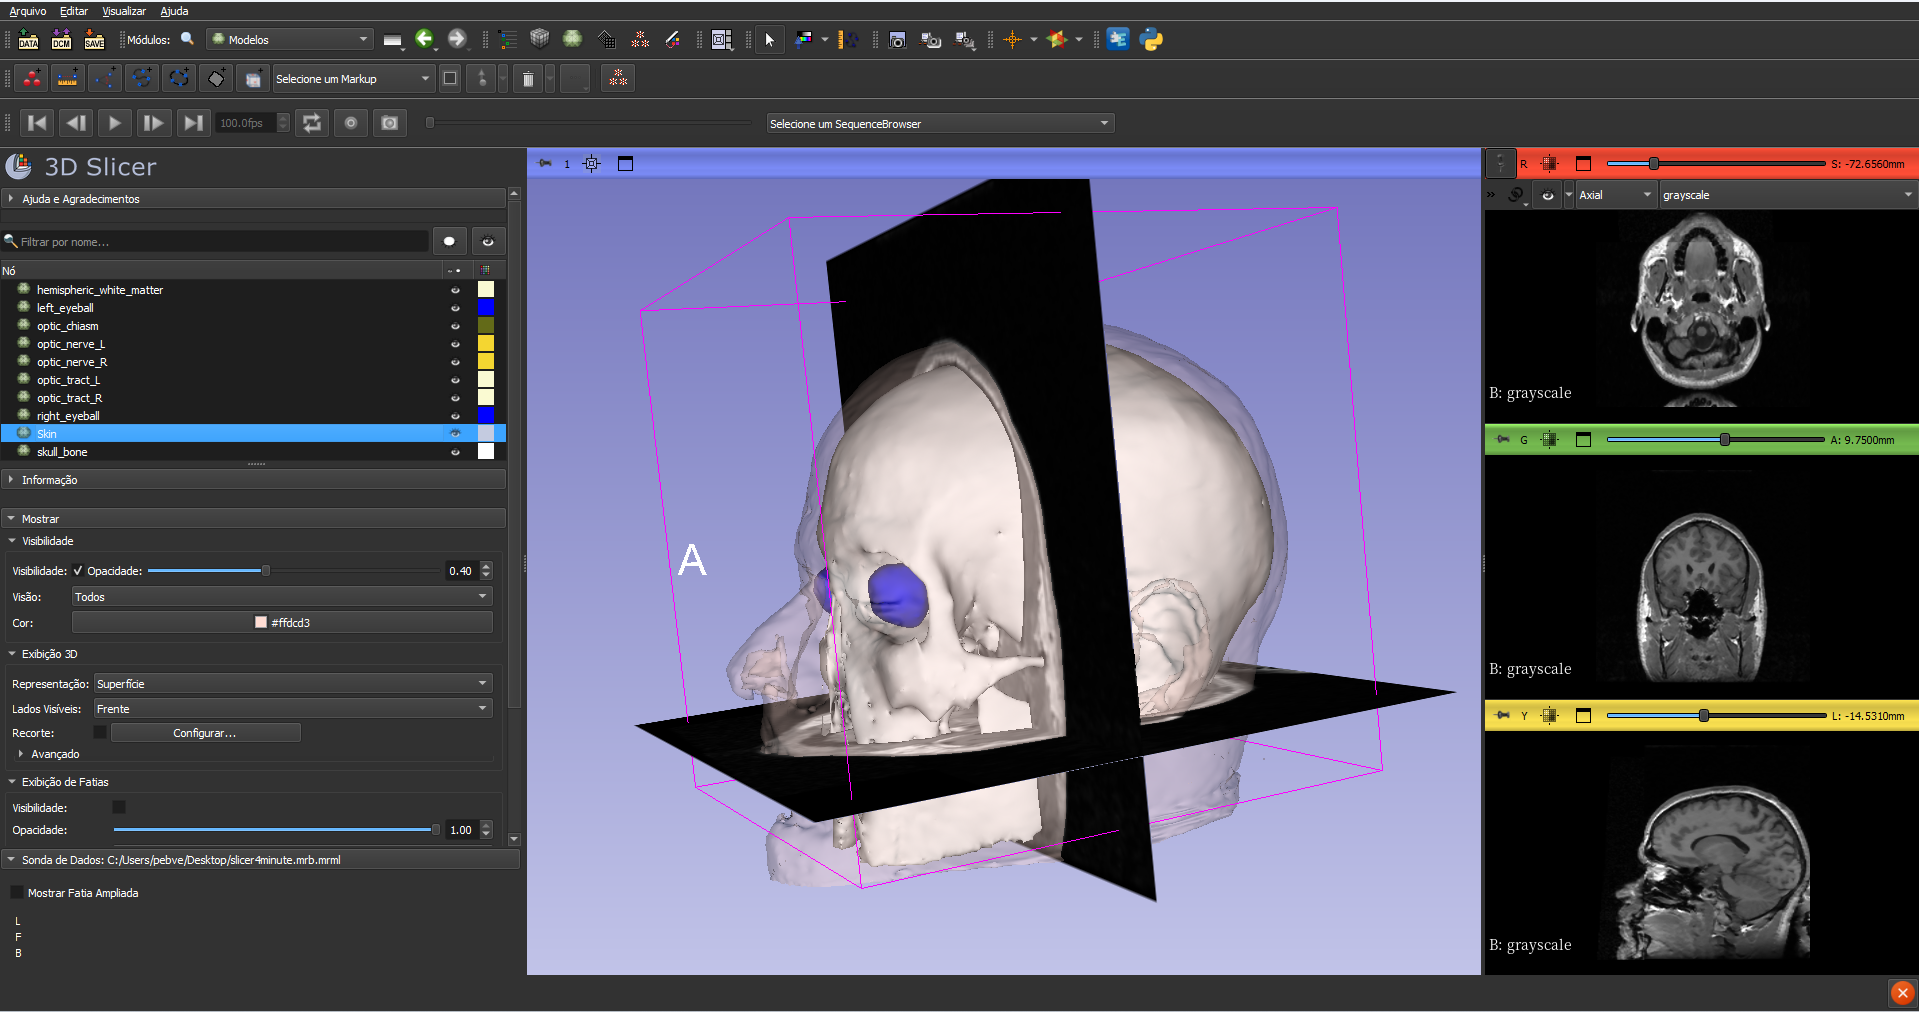 Arquivo Editar Visualizar Ajuda
DATA DCM SAVE Módulos: Modelos
Selecione um Markup
100.0fps Selecione um SequenceBrowser
3D Slicer
Ajuda e Agradecimentos
Filtrar por nome...
Nó
hemispheric_white_matter
left_eyeball
optic_chiasm
optic_nerve_L
optic_nerve_R
optic_tract_L
optic_tract_R
right_eyeball
Skin
skull_bone
Informação
Mostrar
Visibilidade
Visibilidade: Opacidade: 0.40
Visão: Todos
Cor: #ffdcd3
Exibição 3D
Representação: Superfície
Lados Visíveis: Frente
Recorte: Configurar...
Avançado
Exibição de Fatias
Visibilidade:
Opacidade: 1.00
Sonda de Dados: C:/Users/pebve/Desktop/slicer4minute.mrb.mrml
Mostrar Fatia Ampliada
L
F
B
1
A
R S: -72.6560mm
Axial grayscale
B: grayscale
G A: 9.7500mm
B: grayscale
Y L: -14.5310mm
B: grayscale